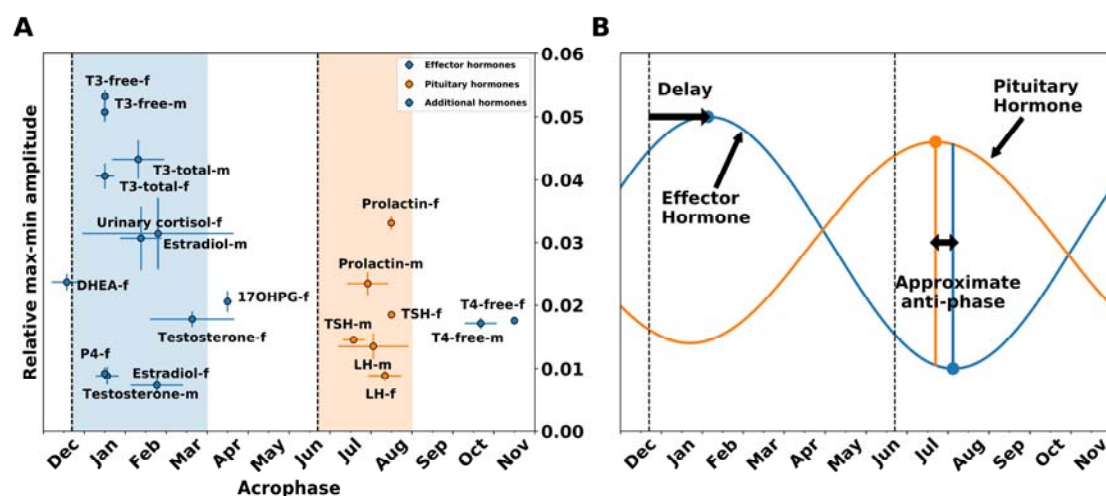 A
Relative max-min amplitude
T3-free-f
T3-free-m
T3-total-m
T3-total-f
Urinary cortisol-f
Estradiol-m
DHEA-f
17OHPG-f
Testosterone-f
P4-f
Estradiol-f
Testosterone-m
Effector hormones
Pituitary hormones
Additional hormones
Prolactin-f
Prolactin-m
TSH-f
TSH-m
LH-m
LH-f
T4-free-f
T4-free-m
0.06
0.05
0.04
0.03
0.02
0.01
0.00
Dec Jan Feb Mar Apr May Jun Jul Aug Sep Oct Nov
Acrophase
B
Delay
Effector
Hormone
Pituitary
Hormone
Approximate
anti-phase
Dec Jan Feb Mar Apr May Jun Jul Aug Sep Oct Nov